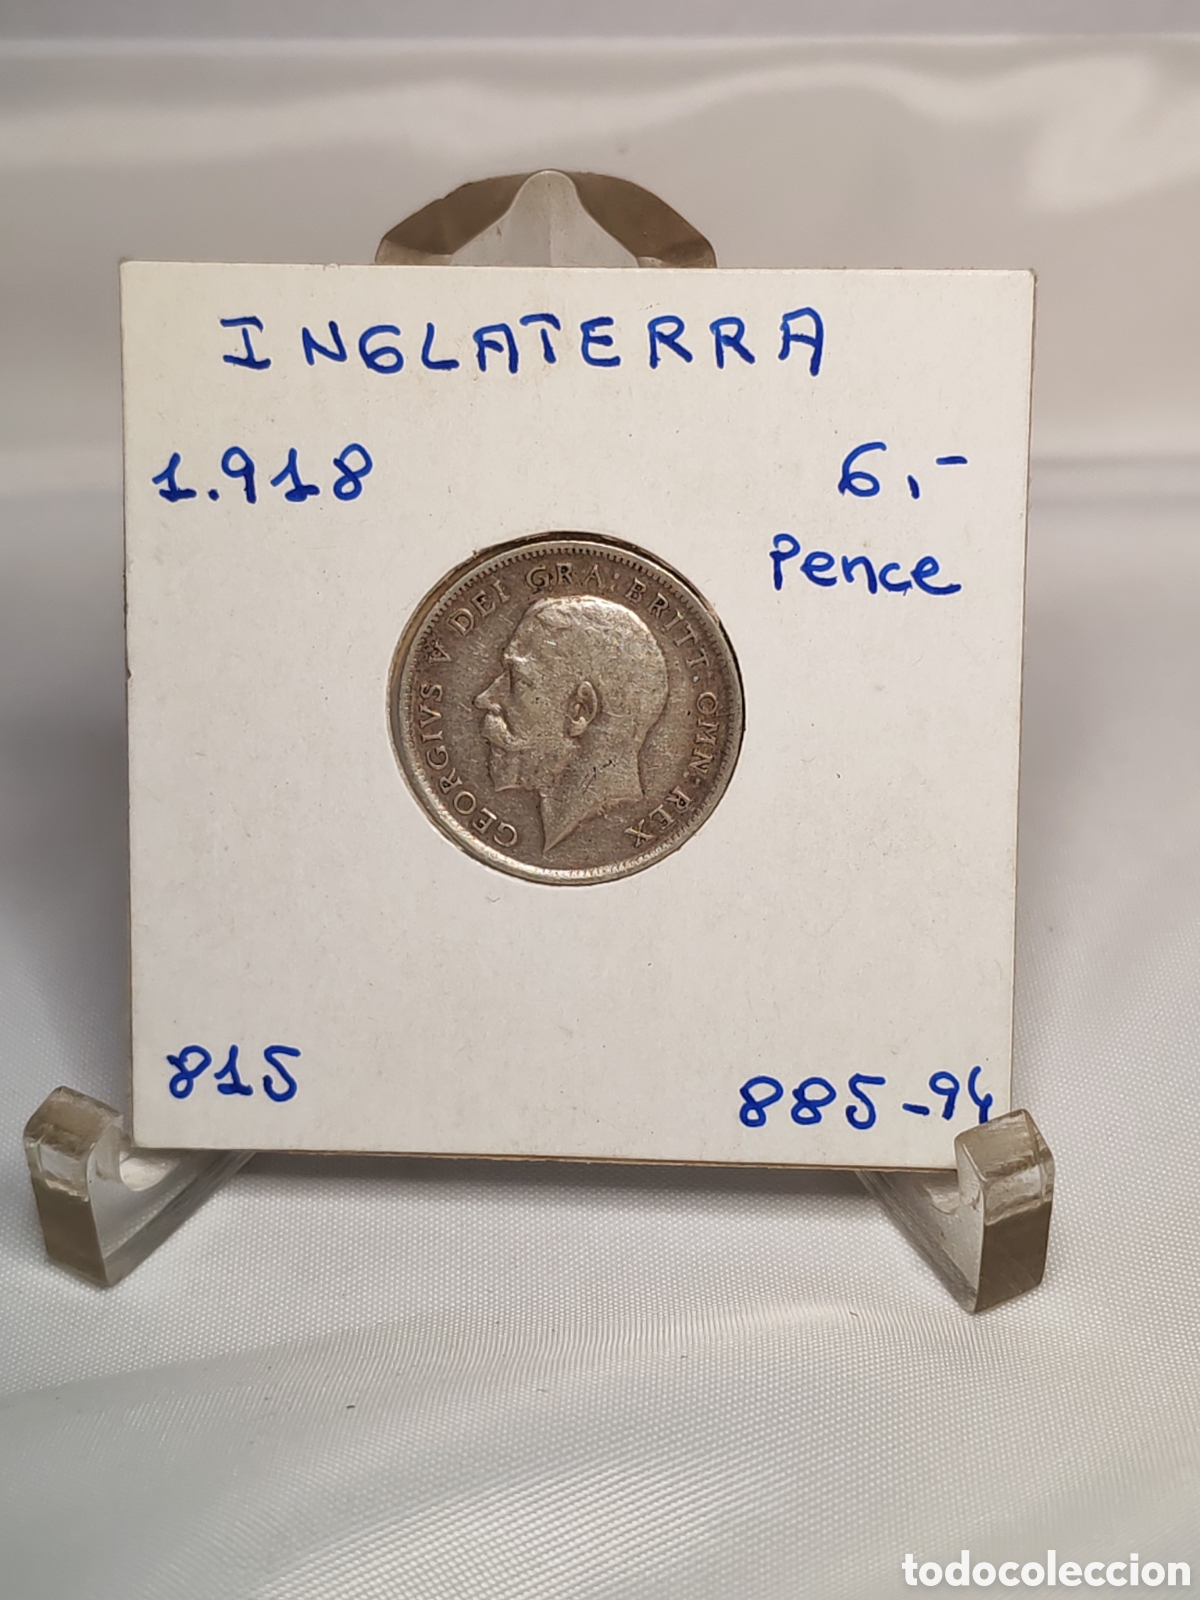 INGLATERRA
1.918
6,-
Pence
GEORGIVS V DEI GRA: BRITT: OMN: REX
815
885-94
todocoleccion